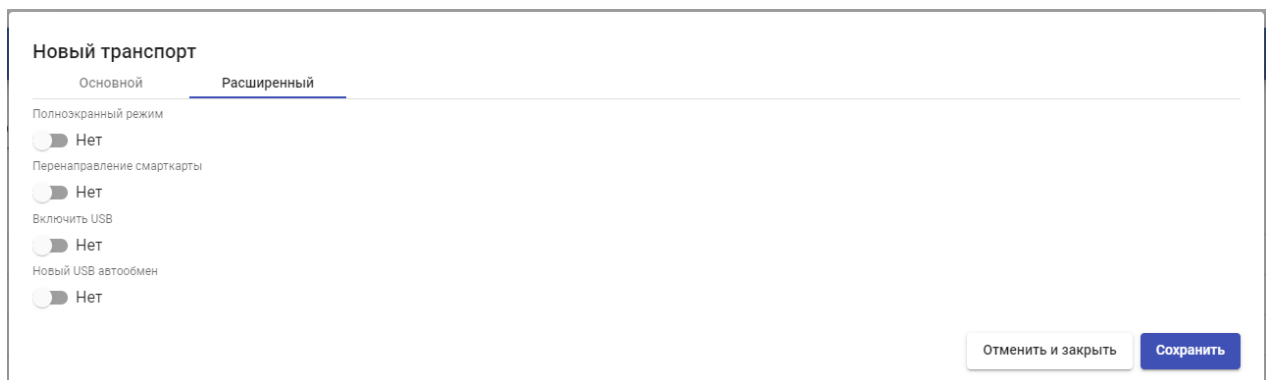 Новый транспорт
Основной Расширенный
Полноэкранный режим
Нет
Перенаправление смарткарты
Нет
Включить USB
Нет
Новый USB автообмен
Нет
Отменить и закрыть Сохранить